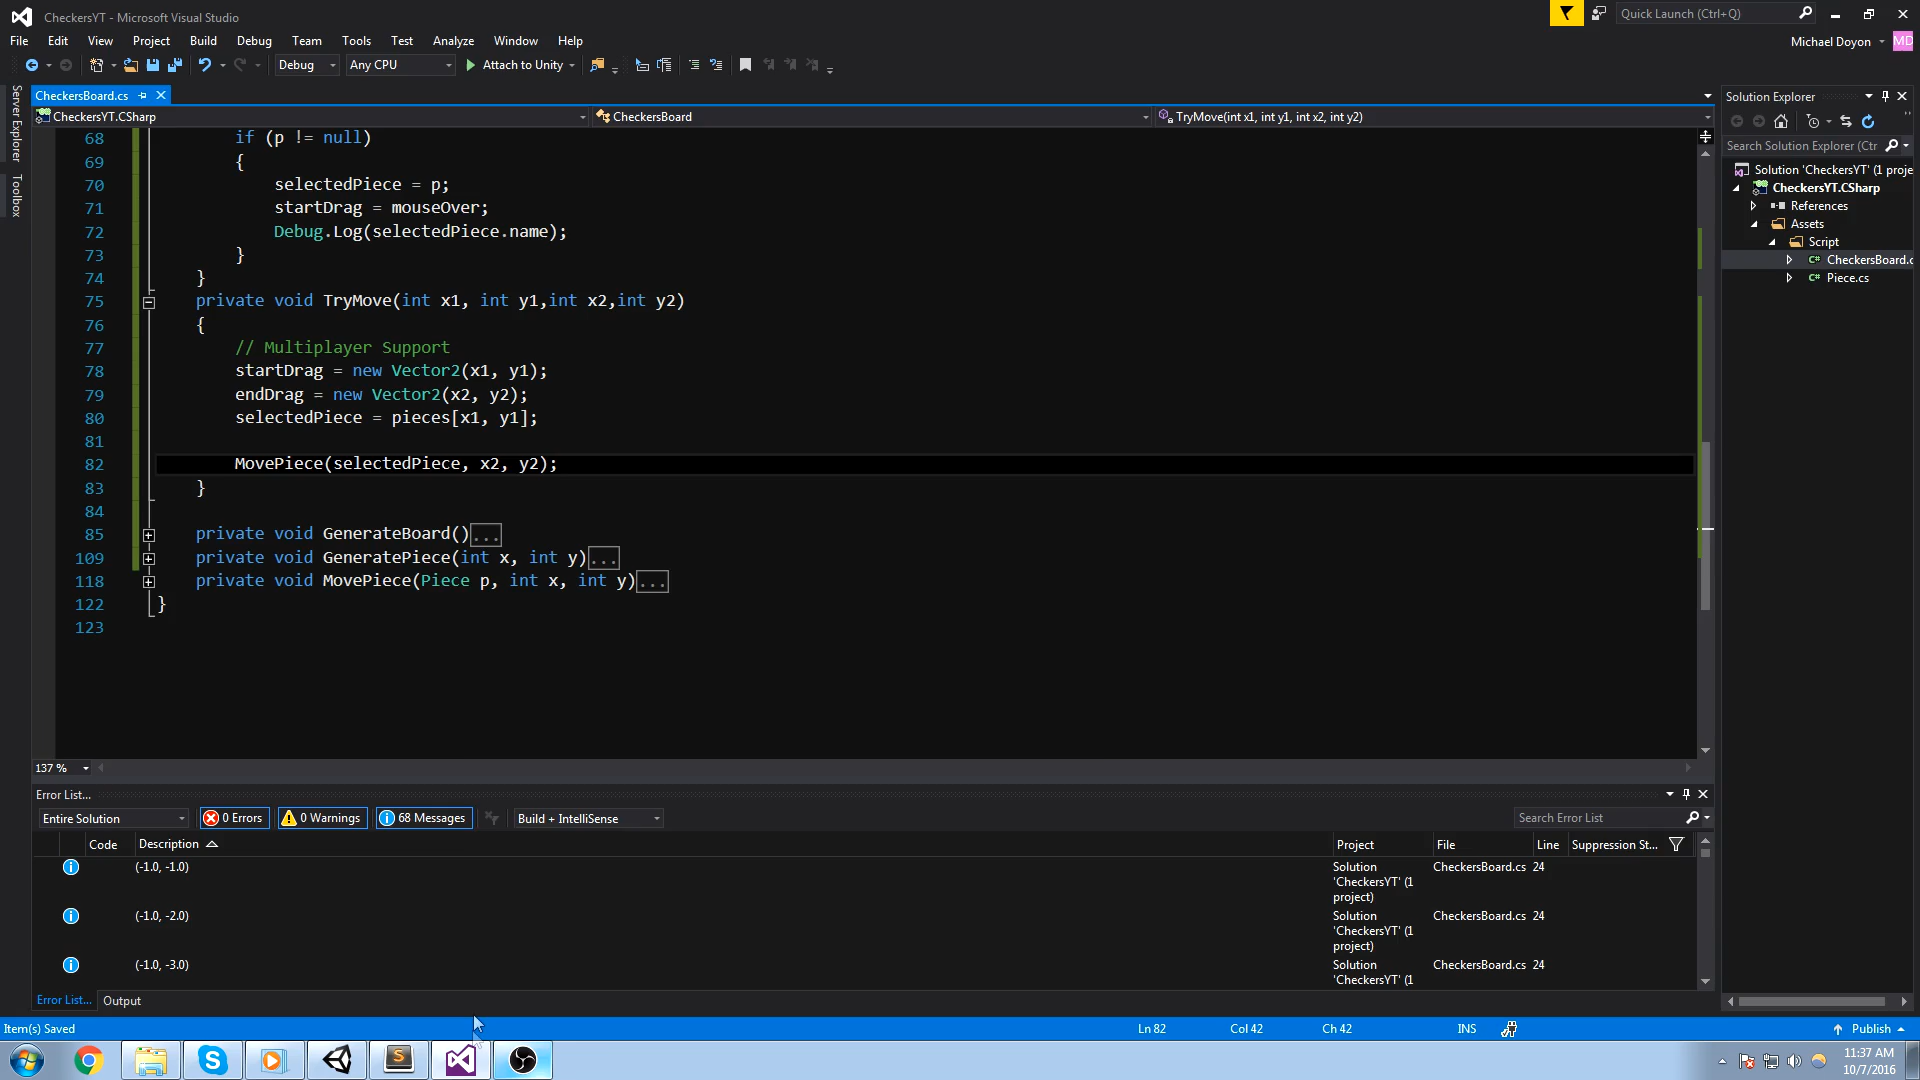 CheckersYT - Microsoft Visual Studio
Quick Launch (Ctrl+Q)
File Edit View Project Build Debug Team Tools Test Analyze Window Help
Michael Doyon MD
Debug Any CPU Attach to Unity
Server Explorer
Toolbox
CheckersBoard.cs
CheckersYT.CSharp CheckersBoard TryMove(int x1, int y1, int x2, int y2)
68 if (p != null)
69 {
70 selectedPiece = p;
71 startDrag = mouseOver;
72 Debug.Log(selectedPiece.name);
73 }
74 }
75 private void TryMove(int x1, int y1,int x2,int y2)
76 {
77 // Multiplayer Support
78 startDrag = new Vector2(x1, y1);
79 endDrag = new Vector2(x2, y2);
80 selectedPiece = pieces[x1, y1];
81
82 MovePiece(selectedPiece, x2, y2);
83 }
84
85 private void GenerateBoard()...
109 private void GeneratePiece(int x, int y)...
118 private void MovePiece(Piece p, int x, int y)...
122 }
123
137 %
Solution Explorer
Search Solution Explorer (Ctr
Solution 'CheckersYT' (1 proje
CheckersYT.CSharp
References
Assets
Script
C# CheckersBoard.c
C# Piece.cs
Error List...
Entire Solution 0 Errors 0 Warnings 68 Messages Build + IntelliSense Search Error List
Code Description Project File Line Suppression St...
(-1.0, -1.0) Solution 'CheckersYT' (1 project) CheckersBoard.cs 24
(-1.0, -2.0) Solution 'CheckersYT' (1 project) CheckersBoard.cs 24
(-1.0, -3.0) Solution 'CheckersYT' (1 CheckersBoard.cs 24
Error List... Output
Item(s) Saved Ln 82 Col 42 Ch 42 INS Publish
11:37 AM
10/7/2016